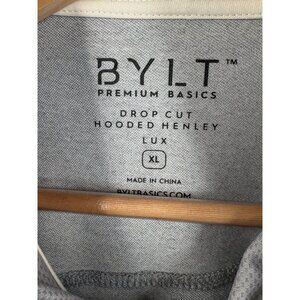 BYLT™
PREMIUM BASICS
DROP CUT
HOODED HENLEY
LUX
XL
MADE IN CHINA
BYLTBASICS.COM